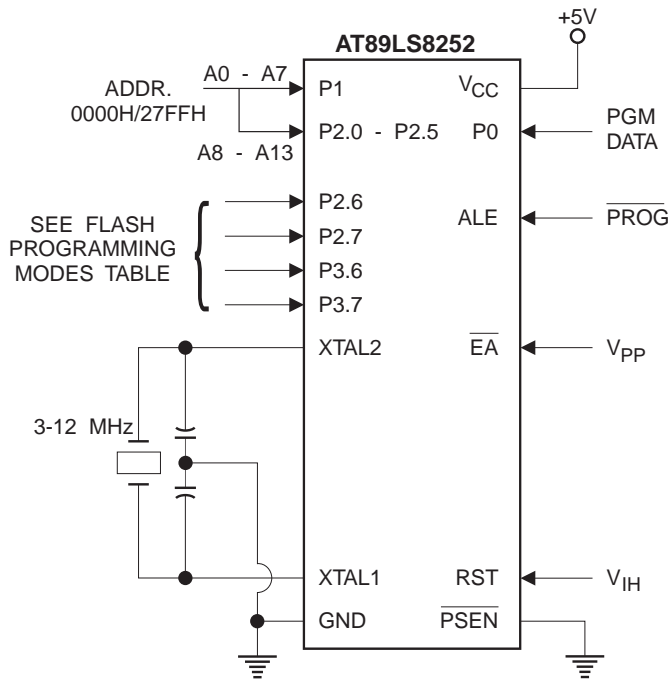 +5V
AT89LS8252
ADDR.
0000H/27FFH
A0 - A7
A8 - A13
P1
P2.0 - P2.5
VCC
P0
PGM
DATA
SEE FLASH
PROGRAMMING
MODES TABLE
P2.6
P2.7
P3.6
P3.7
ALE
PROG
XTAL2
EA
VPP
3-12 MHz
XTAL1
RST
VIH
GND
PSEN